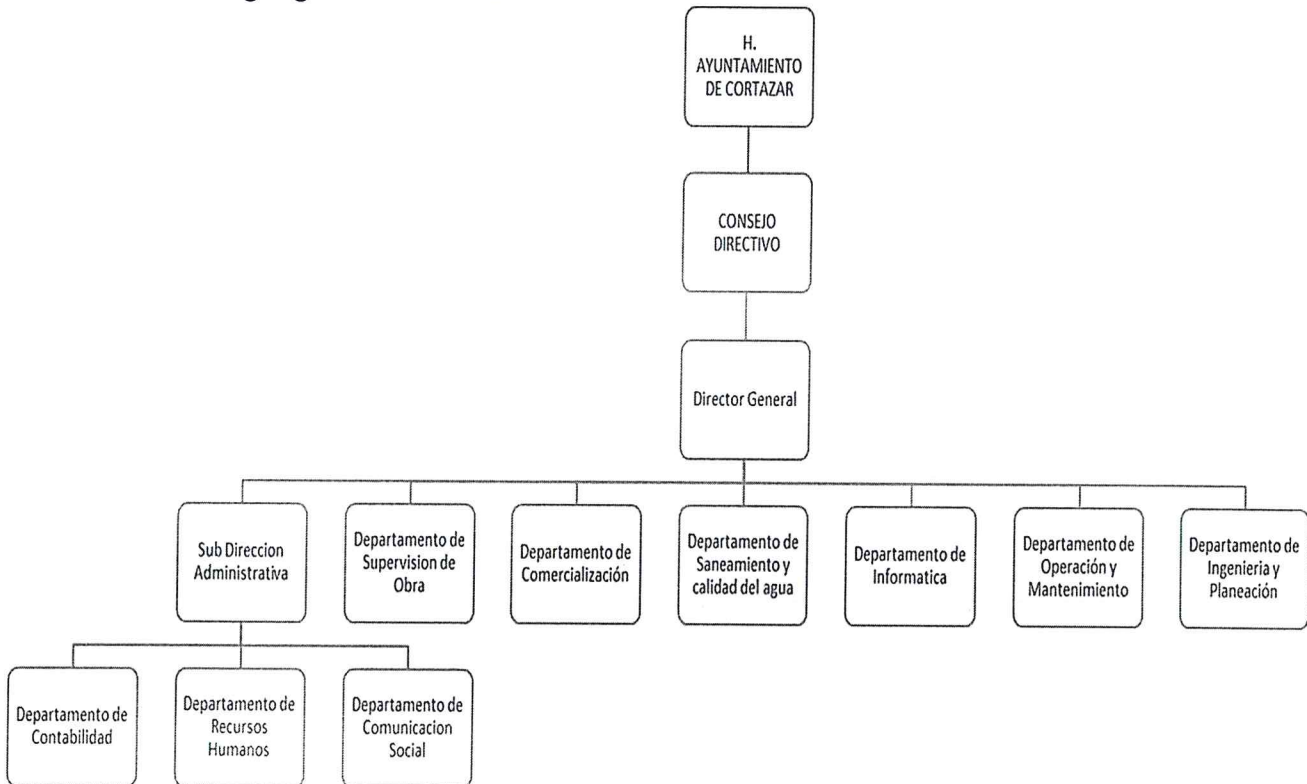 H.
AYUNTAMIENTO
DE CORTAZAR
CONSEJO
DIRECTIVO
Director General
Sub Direccion
Administrativa
Departamento de
Supervision de
Obra
Departamento de
Comercialización
Departamento de
Saneamiento y
calidad del agua
Departamento de
Informatica
Departamento de
Operación y
Mantenimiento
Departamento de
Ingenieria y
Planeación
Departamento de
Contabilidad
Departamento de
Recursos
Humanos
Departamento de
Comunicacion
Social